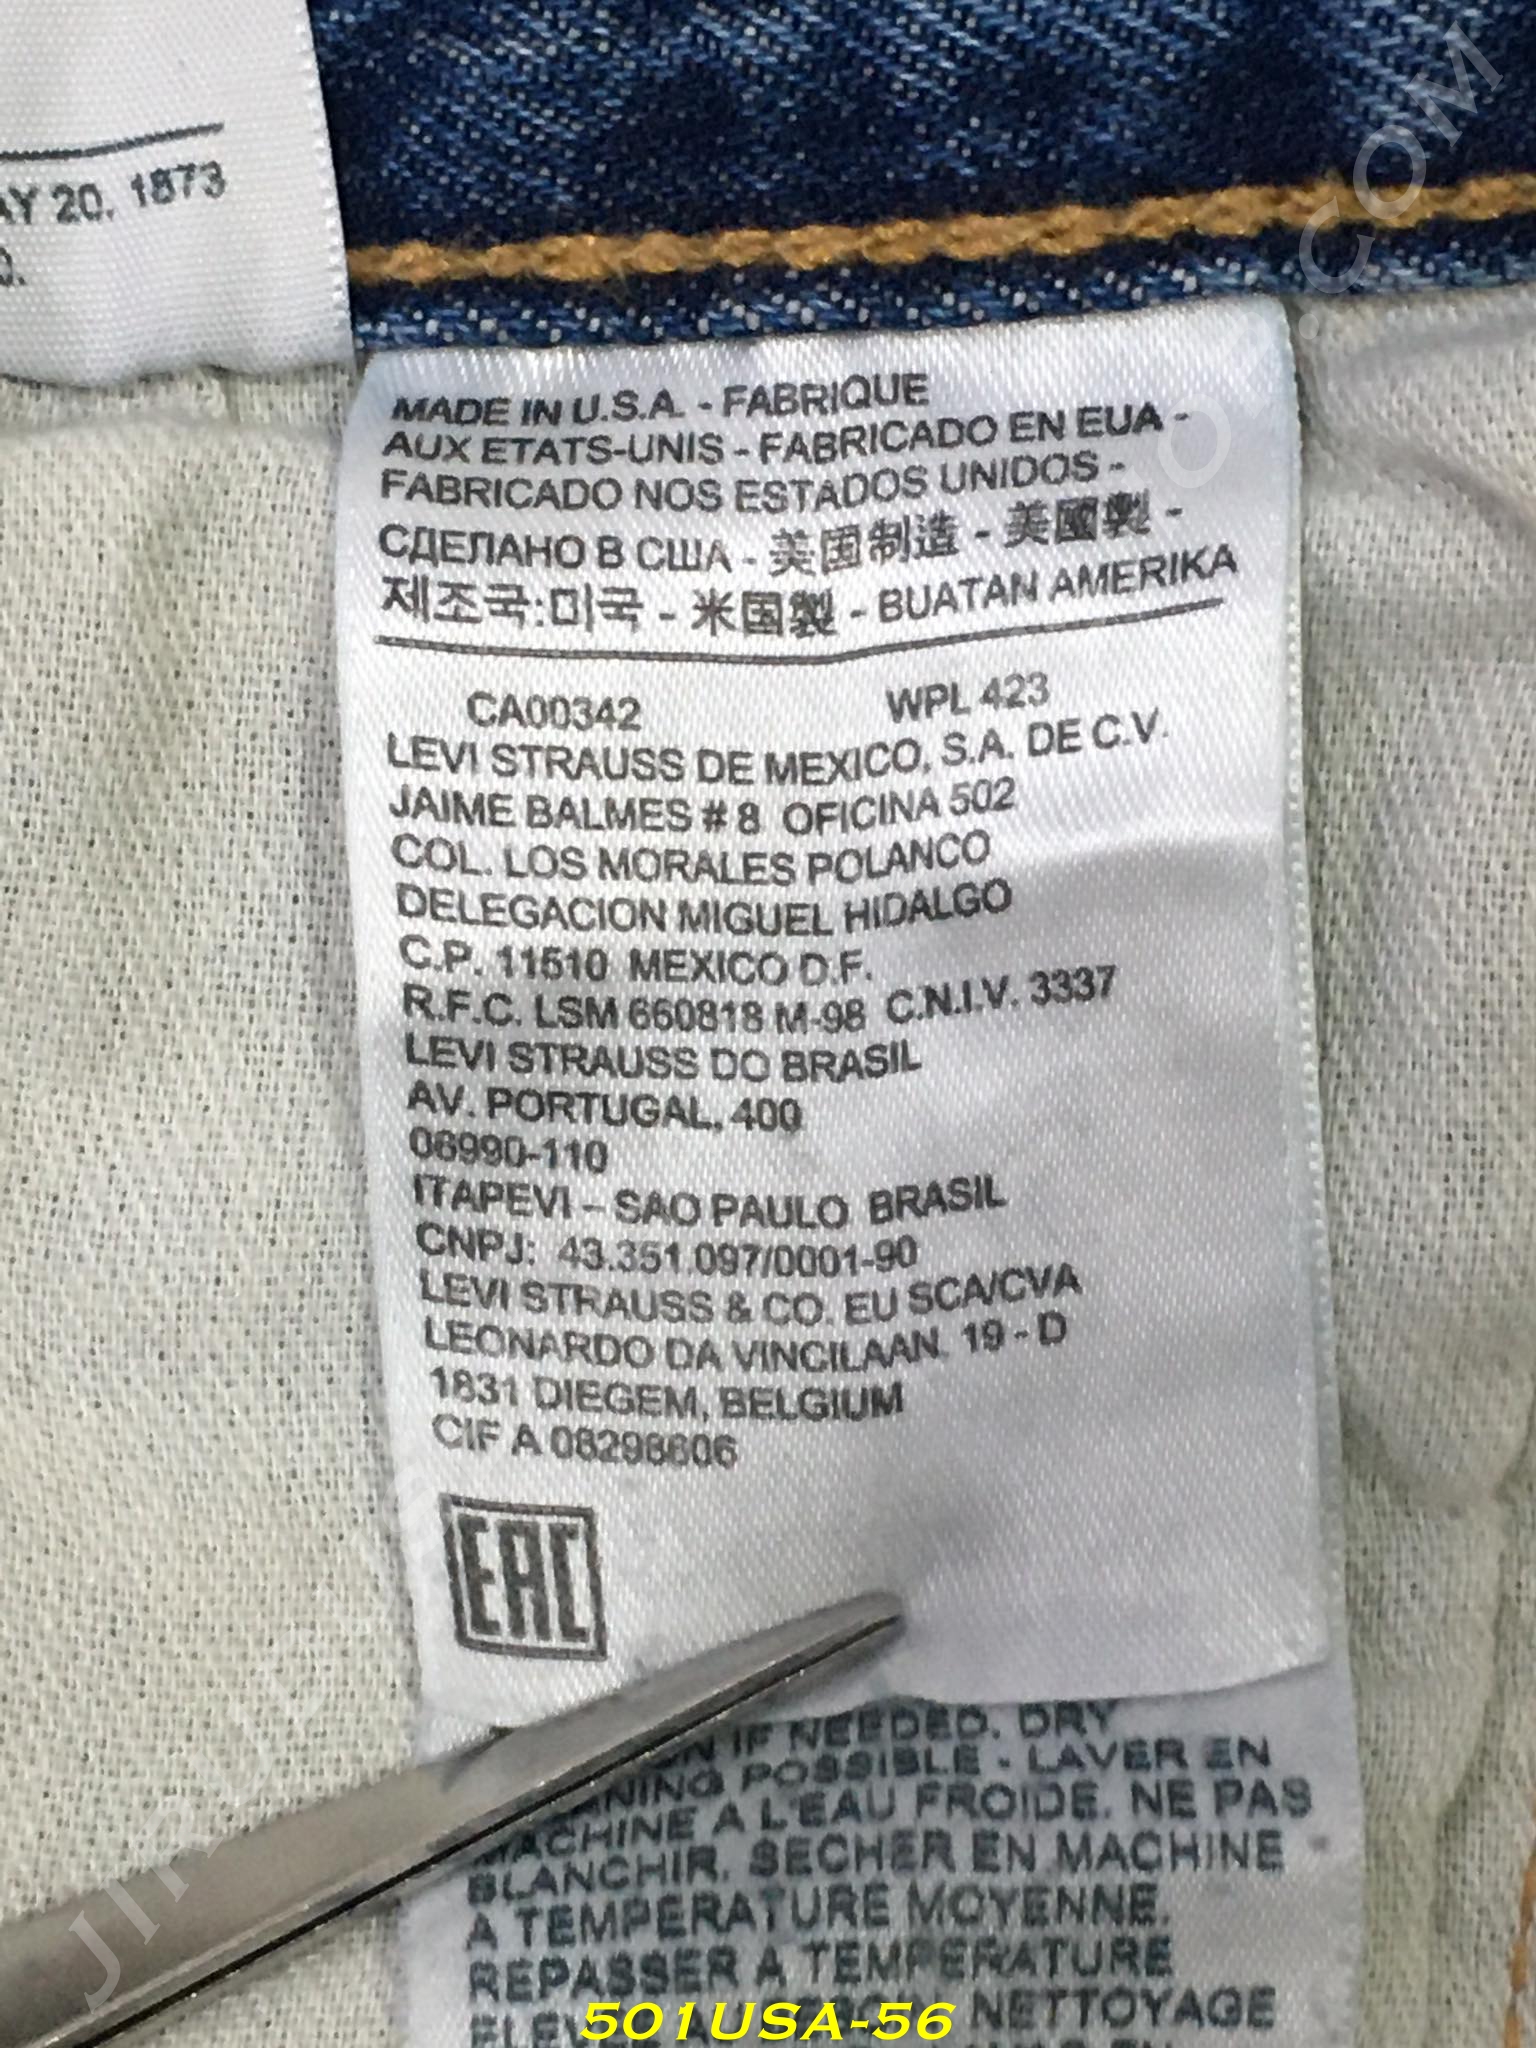 AY 20, 1873
MADE IN U.S.A. - FABRIQUE
AUX ETATS-UNIS - FABRICADO EN EUA -
FABRICADO NOS ESTADOS UNIDOS -
СДЕЛАНО В США - 美国制造 - 美國製 -
제조국:미국 - 米国製 - BUATAN AMERIKA
CA00342 WPL 423
LEVI STRAUSS DE MEXICO, S.A. DE C.V.
JAIME BALMES # 8 OFICINA 502
COL. LOS MORALES POLANCO
DELEGACION MIGUEL HIDALGO
C.P. 11510 MEXICO D.F.
R.F.C. LSM 660818 M-98 C.N.I.V. 3337
LEVI STRAUSS DO BRASIL
AV. PORTUGAL, 400
06990-110
ITAPEVI - SAO PAULO BRASIL
CNPJ: 43.351.097/0001-90
LEVI STRAUSS & CO. EU SCA/CVA
LEONARDO DA VINCILAAN 19 - D
1831 DIEGEM, BELGIUM
CIF A 08298606
EAC
IF NEEDED. DRY
POSSIBLE - LAVER EN
MACHINE A L'EAU FROIDE. NE PAS
BLANCHIR. SECHER EN MACHINE
A TEMPERATURE MOYENNE.
REPASSER A TEMPERATURE
NETTOYAGE
501USA-56